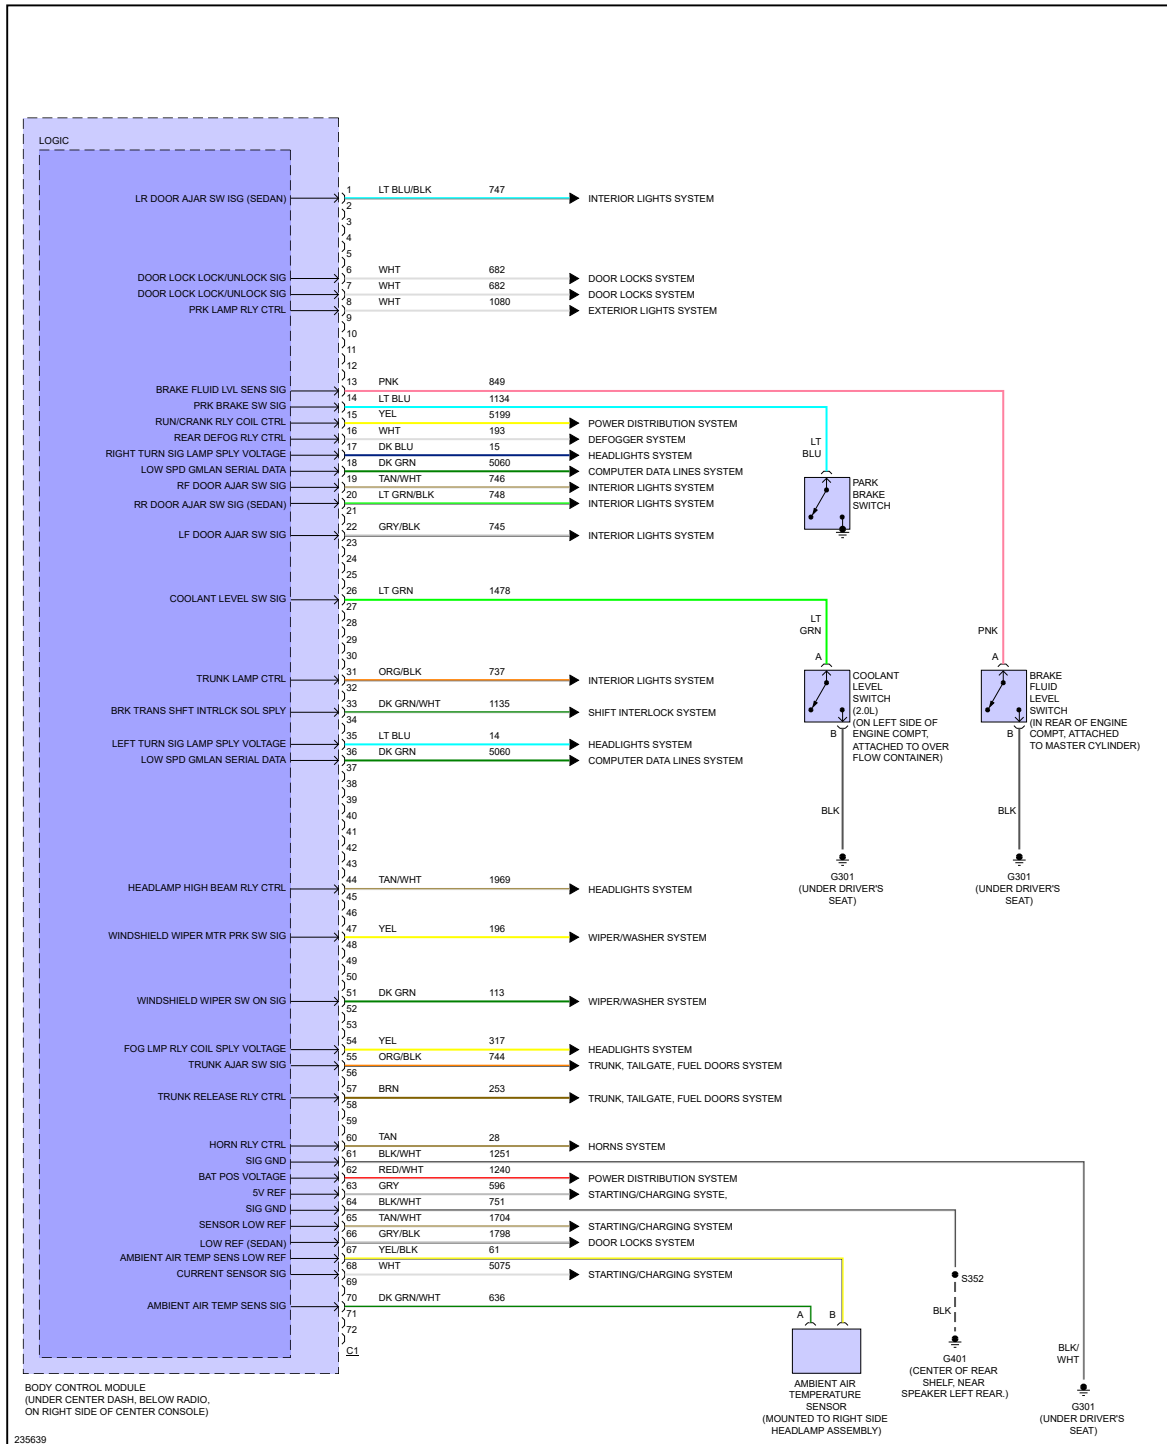 LOGIC
LR DOOR AJAR SW ISG (SEDAN) 1 LT BLU/BLK 747 INTERIOR LIGHTS SYSTEM
2
3
4
5
DOOR LOCK LOCK/UNLOCK SIG 6 WHT 682 DOOR LOCKS SYSTEM
DOOR LOCK LOCK/UNLOCK SIG 7 WHT 682 DOOR LOCKS SYSTEM
PRK LAMP RLY CTRL 8 WHT 1080 EXTERIOR LIGHTS SYSTEM
9
10
11
12
BRAKE FLUID LVL SENS SIG 13 PNK 849
PRK BRAKE SW SIG 14 LT BLU 1134
RUN/CRANK RLY COIL CTRL 15 YEL 5199 POWER DISTRIBUTION SYSTEM
REAR DEFOG RLY CTRL 16 WHT 193 DEFOGGER SYSTEM
RIGHT TURN SIG LAMP SPLY VOLTAGE 17 DK BLU 15 HEADLIGHTS SYSTEM
LOW SPD GMLAN SERIAL DATA 18 DK GRN 5060 COMPUTER DATA LINES SYSTEM
RF DOOR AJAR SW SIG 19 TAN/WHT 746 INTERIOR LIGHTS SYSTEM
RR DOOR AJAR SW SIG (SEDAN) 20 LT GRN/BLK 748 INTERIOR LIGHTS SYSTEM
21
LF DOOR AJAR SW SIG 22 GRY/BLK 745 INTERIOR LIGHTS SYSTEM
23
24
25
COOLANT LEVEL SW SIG 26 LT GRN 1478
27
28
29
30
TRUNK LAMP CTRL 31 ORG/BLK 737 INTERIOR LIGHTS SYSTEM
32
BRK TRANS SHFT INTRLCK SOL SPLY 33 DK GRN/WHT 1135 SHIFT INTERLOCK SYSTEM
34
LEFT TURN SIG LAMP SPLY VOLTAGE 35 LT BLU 14 HEADLIGHTS SYSTEM
LOW SPD GMLAN SERIAL DATA 36 DK GRN 5060 COMPUTER DATA LINES SYSTEM
37
38
39
40
41
42
43
HEADLAMP HIGH BEAM RLY CTRL 44 TAN/WHT 1969 HEADLIGHTS SYSTEM
45
46
WINDSHIELD WIPER MTR PRK SW SIG 47 YEL 196 WIPER/WASHER SYSTEM
48
49
50
WINDSHIELD WIPER SW ON SIG 51 DK GRN 113 WIPER/WASHER SYSTEM
52
53
FOG LMP RLY COIL SPLY VOLTAGE 54 YEL 317 HEADLIGHTS SYSTEM
TRUNK AJAR SW SIG 55 ORG/BLK 744 TRUNK, TAILGATE, FUEL DOORS SYSTEM
56
TRUNK RELEASE RLY CTRL 57 BRN 253 TRUNK, TAILGATE, FUEL DOORS SYSTEM
58
59
HORN RLY CTRL 60 TAN 28 HORNS SYSTEM
SIG GND 61 BLK/WHT 1251
BAT POS VOLTAGE 62 RED/WHT 1240 POWER DISTRIBUTION SYSTEM
5V REF 63 GRY 596 STARTING/CHARGING SYSTE,
SIG GND 64 BLK/WHT 751
SENSOR LOW REF 65 TAN/WHT 1704 STARTING/CHARGING SYSTEM
LOW REF (SEDAN) 66 GRY/BLK 1798 DOOR LOCKS SYSTEM
AMBIENT AIR TEMP SENS LOW REF 67 YEL/BLK 61
CURRENT SENSOR SIG 68 WHT 5075 STARTING/CHARGING SYSTEM
69
AMBIENT AIR TEMP SENS SIG 70 DK GRN/WHT 636
71
72
C1
BODY CONTROL MODULE
(UNDER CENTER DASH, BELOW RADIO,
ON RIGHT SIDE OF CENTER CONSOLE)
LT
BLU
PARK
BRAKE
SWITCH
LT
GRN
A
COOLANT
LEVEL
SWITCH
(2.0L)
(ON LEFT SIDE OF
ENGINE COMPT,
ATTACHED TO OVER
FLOW CONTAINER)
B
BLK
G301
(UNDER DRIVER'S
SEAT)
PNK
A
BRAKE
FLUID
LEVEL
SWITCH
(IN REAR OF ENGINE
COMPT, ATTACHED
TO MASTER CYLINDER)
B
BLK
G301
(UNDER DRIVER'S
SEAT)
A B
AMBIENT AIR
TEMPERATURE
SENSOR
(MOUNTED TO RIGHT SIDE
HEADLAMP ASSEMBLY)
S352
BLK
G401
(CENTER OF REAR
SHELF, NEAR
SPEAKER LEFT REAR.)
BLK/
WHT
G301
(UNDER DRIVER'S
SEAT)
235639